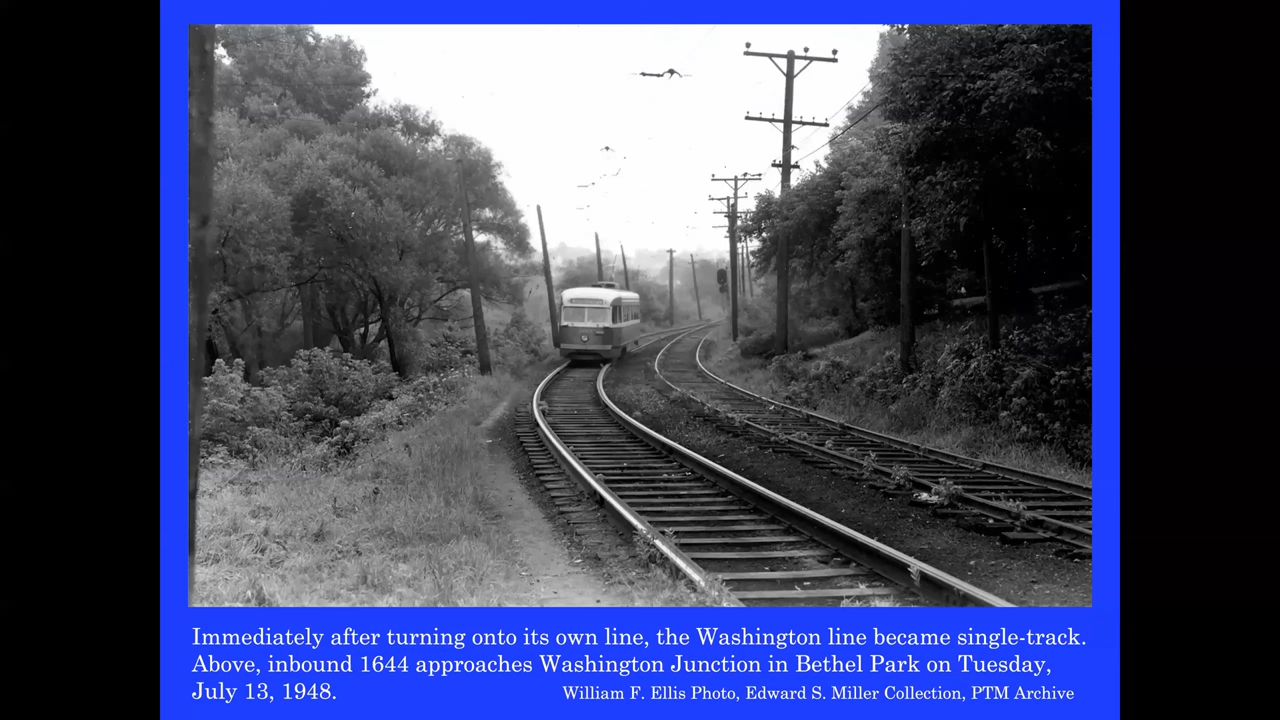 Immediately after turning onto its own line, the Washington line became single-track.
Above, inbound 1644 approaches Washington Junction in Bethel Park on Tuesday,
July 13, 1948.
William F. Ellis Photo, Edward S. Miller Collection, PTM Archive